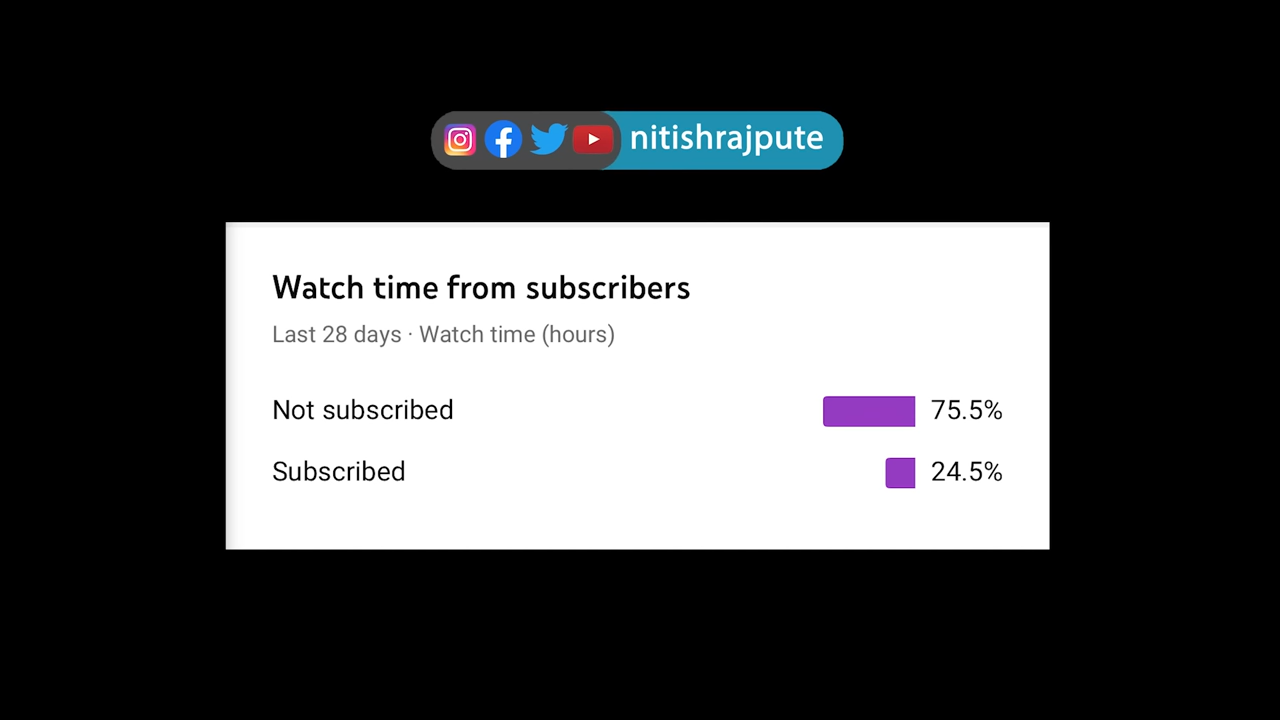 nitishrajpute
Watch time from subscribers
Last 28 days · Watch time (hours)
Not subscribed 75.5%
Subscribed 24.5%